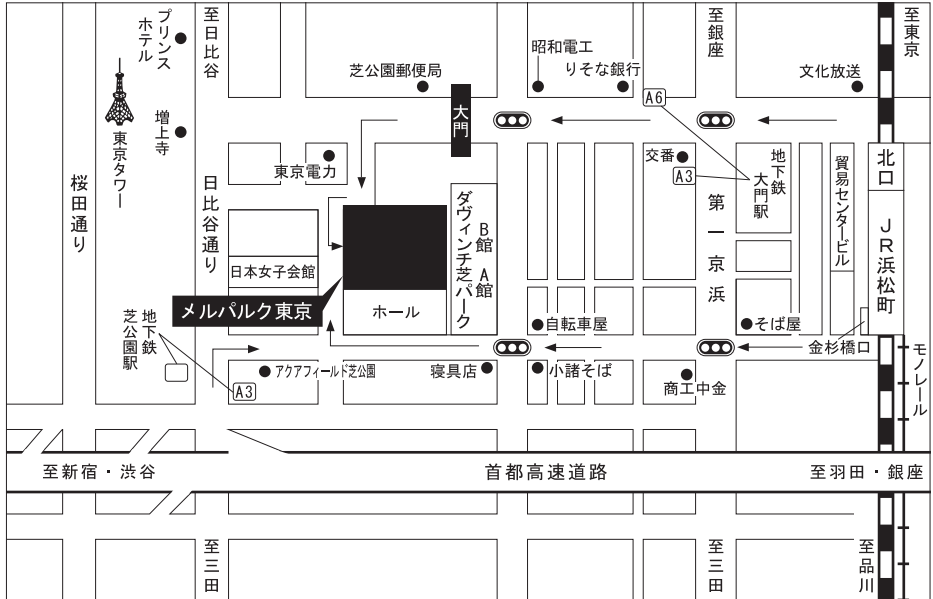 プリンス
ホテル
至日比谷
至銀座
至東京
昭和電工
りそな銀行
芝公園郵便局
文化放送
A6
大門
東京タワー
増上寺
東京電力
交番
A3
地下鉄
大門駅
北口
桜田通り
日比谷通り
第一京浜
貿易センタービル
JR浜松町
ダヴィンチ芝パーク
B館
A館
日本女子会館
メルパルク東京
ホール
地下鉄
芝公園駅
自転車屋
そば屋
金杉橋口
モノレール
アクアフィールド芝公園
寝具店
小諸そば
商工中金
A3
至新宿・渋谷
首都高速道路
至羽田・銀座
至三田
至三田
至品川